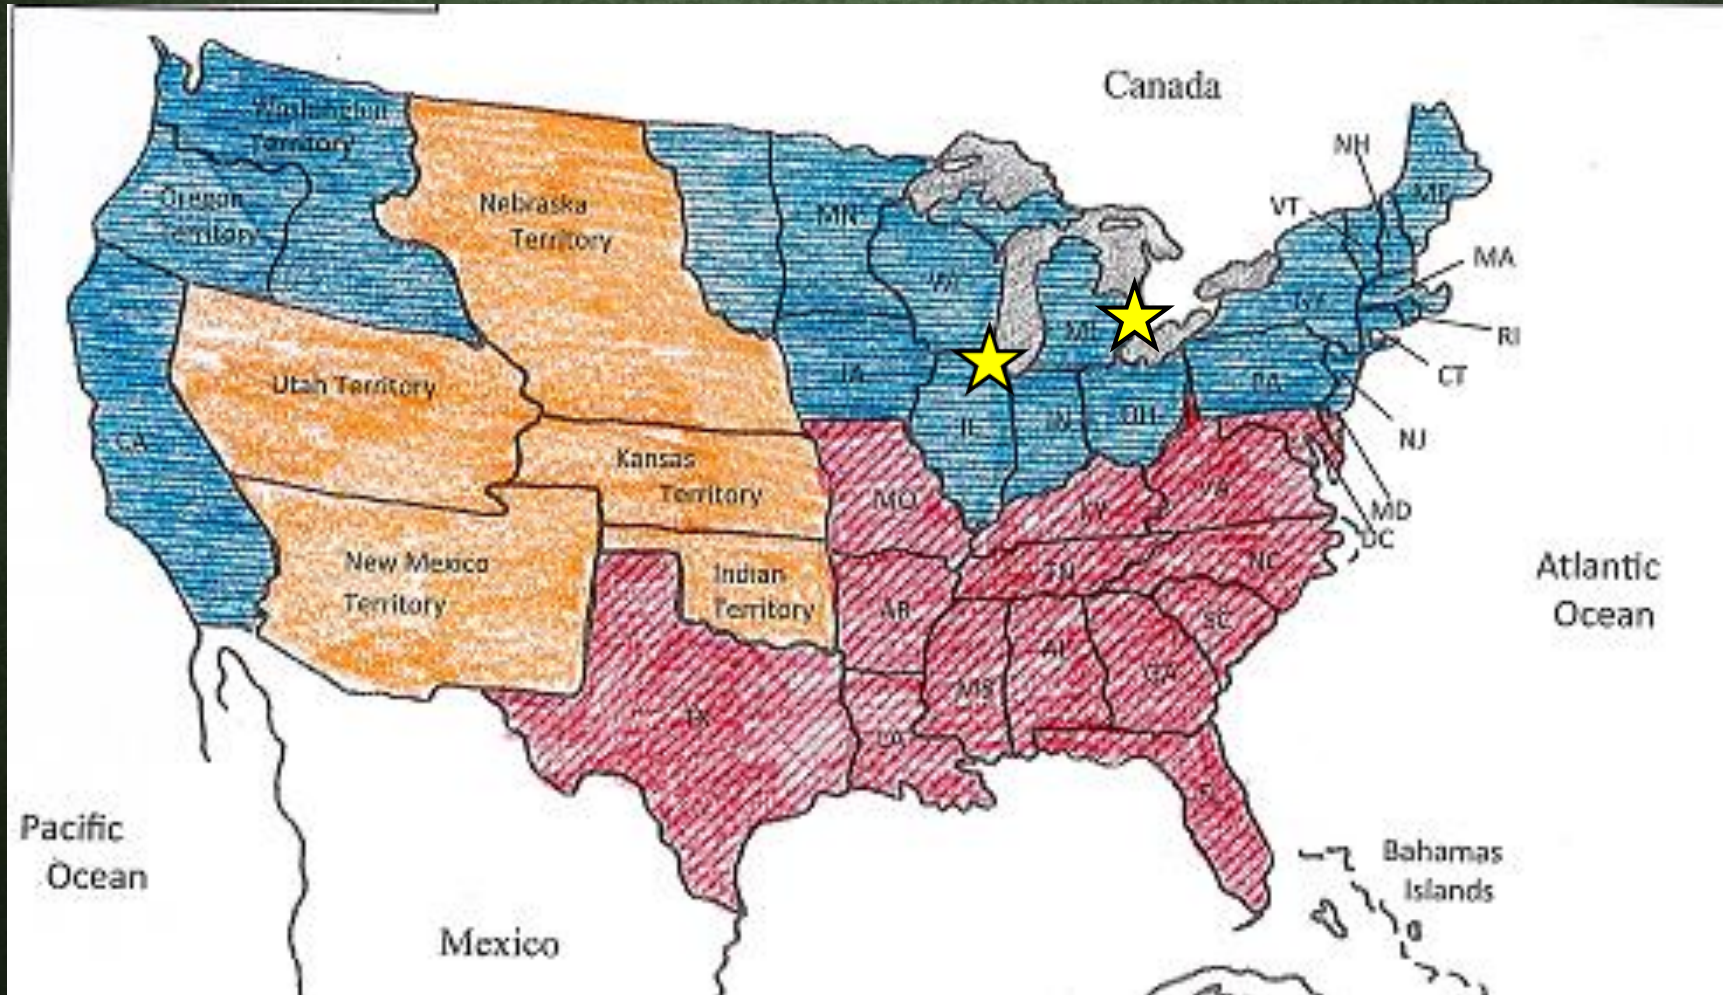 Canada
Washington
Territory
Oregon
Territory
Nebraska
Territory
MN
WI
MI
NH
VT
ME
MA
NY
RI
CT
PA
NJ
Utah Territory
IA
CA
IL
IN
OH
Kansas
Territory
MO
KY
VA
MD
DC
New Mexico
Territory
Indian
Territory
AR
TN
NC
SC
Atlantic
Ocean
TX
LA
MS
AL
GA
FL
Pacific
Ocean
Mexico
Bahamas
Islands